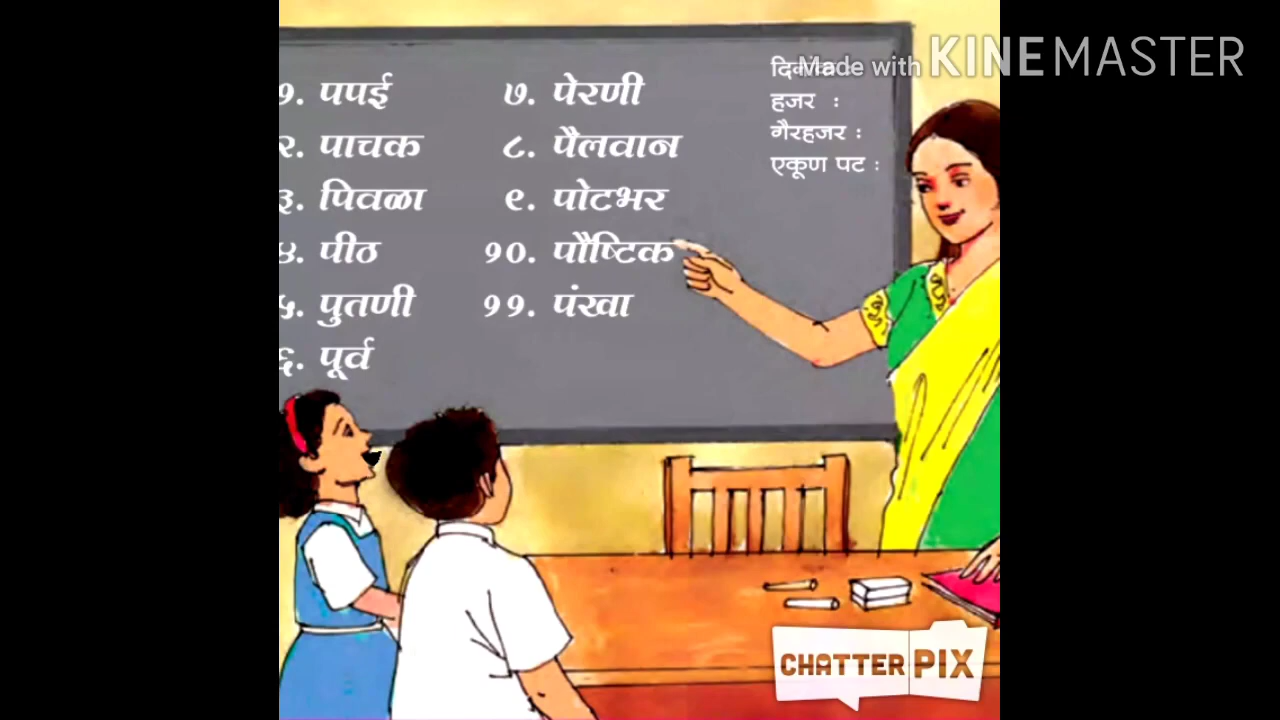 १. पपई
२. पाचक
३. पिवळा
४. पीठ
५. पुतणी
६. पूर्व
७. पेरणी
८. पैलवान
९. पोटभर
१०. पौष्टिक
११. पंखा
Made with KINEMASTER
हजर :
गैरहजर :
एकूण पट :
CHATTER PIX